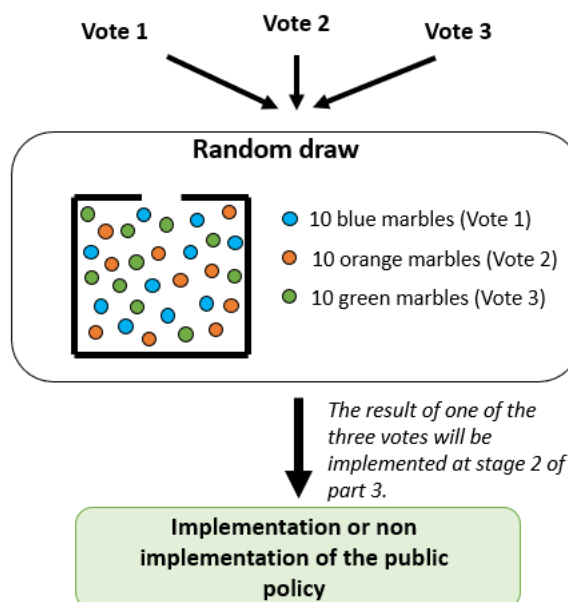 Vote 1
Vote 2
Vote 3
Random draw
10 blue marbles (Vote 1)
10 orange marbles (Vote 2)
10 green marbles (Vote 3)
The result of one of the
three votes will be
implemented at stage 2 of
part 3.
Implementation or non
implementation of the public
policy